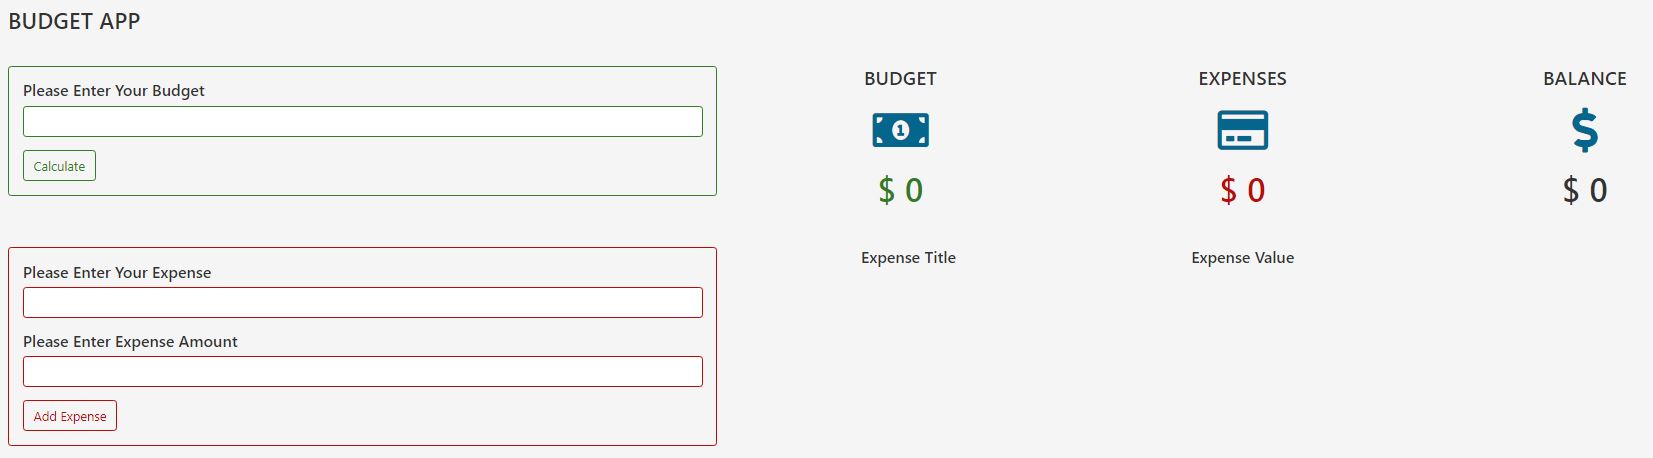 BUDGET APP
Please Enter Your Budget
Calculate
BUDGET
EXPENSES
BALANCE
1
$ 0
$ 0
$ 0
Please Enter Your Expense
Please Enter Expense Amount
Add Expense
Expense Title
Expense Value